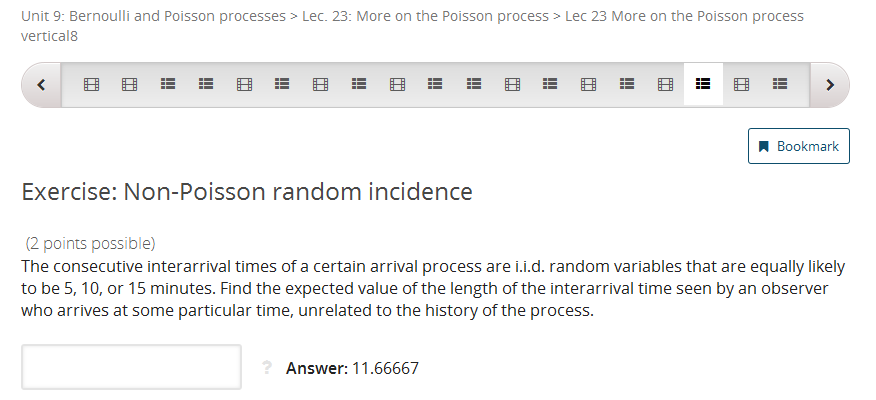 Unit 9: Bernoulli and Poisson processes > Lec. 23: More on the Poisson process > Lec 23 More on the Poisson process
vertical8
Bookmark
Exercise: Non-Poisson random incidence
(2 points possible)
The consecutive interarrival times of a certain arrival process are i.i.d. random variables that are equally likely
to be 5, 10, or 15 minutes. Find the expected value of the length of the interarrival time seen by an observer
who arrives at some particular time, unrelated to the history of the process.
? Answer: 11.66667